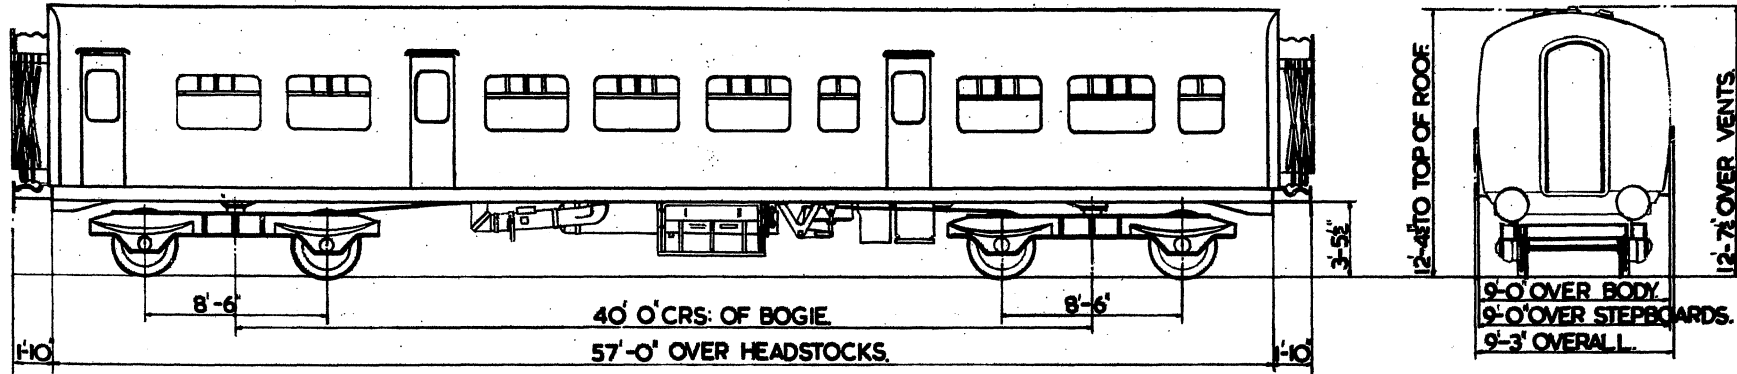 8'-6"
40' 0" CRS: OF BOGIE.
8'-6"
1'-10"
57'-0" OVER HEADSTOCKS.
1'-10"
3'-5½"
12'-4½" TO TOP OF ROOF.
12'-7½" OVER VENTS.
9'-0" OVER BODY.
9'-0" OVER STEPBOARDS.
9'-3" OVERALL.